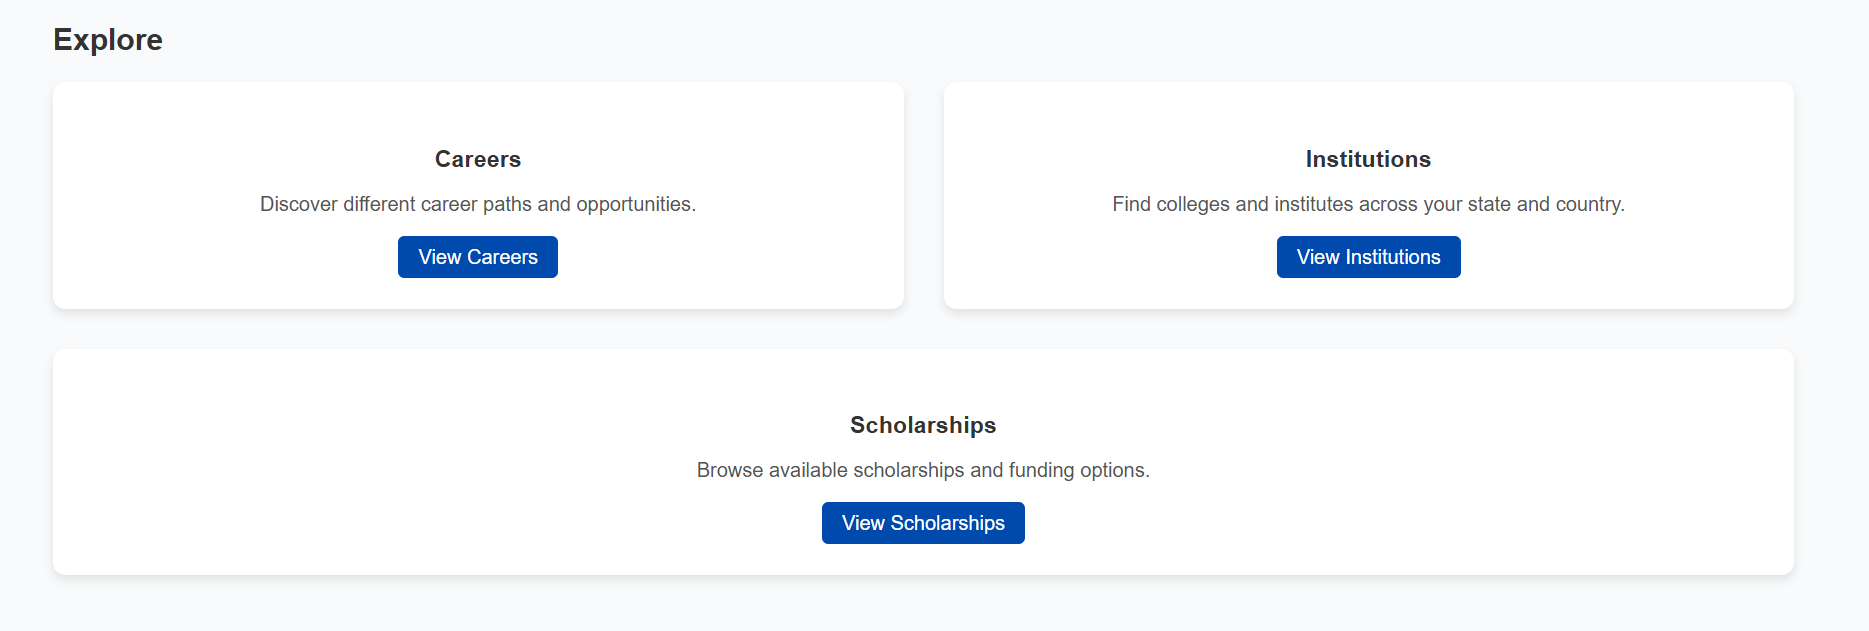 Explore
Careers
Discover different career paths and opportunities.
View Careers
Institutions
Find colleges and institutes across your state and country.
View Institutions
Scholarships
Browse available scholarships and funding options.
View Scholarships